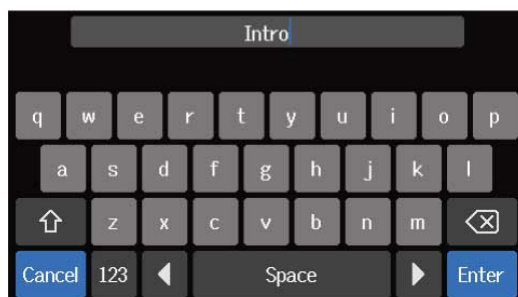 Intro
q w e r t y u i o p
a s d f g h j k l
z x c v b n m
Cancel 123 Space Enter